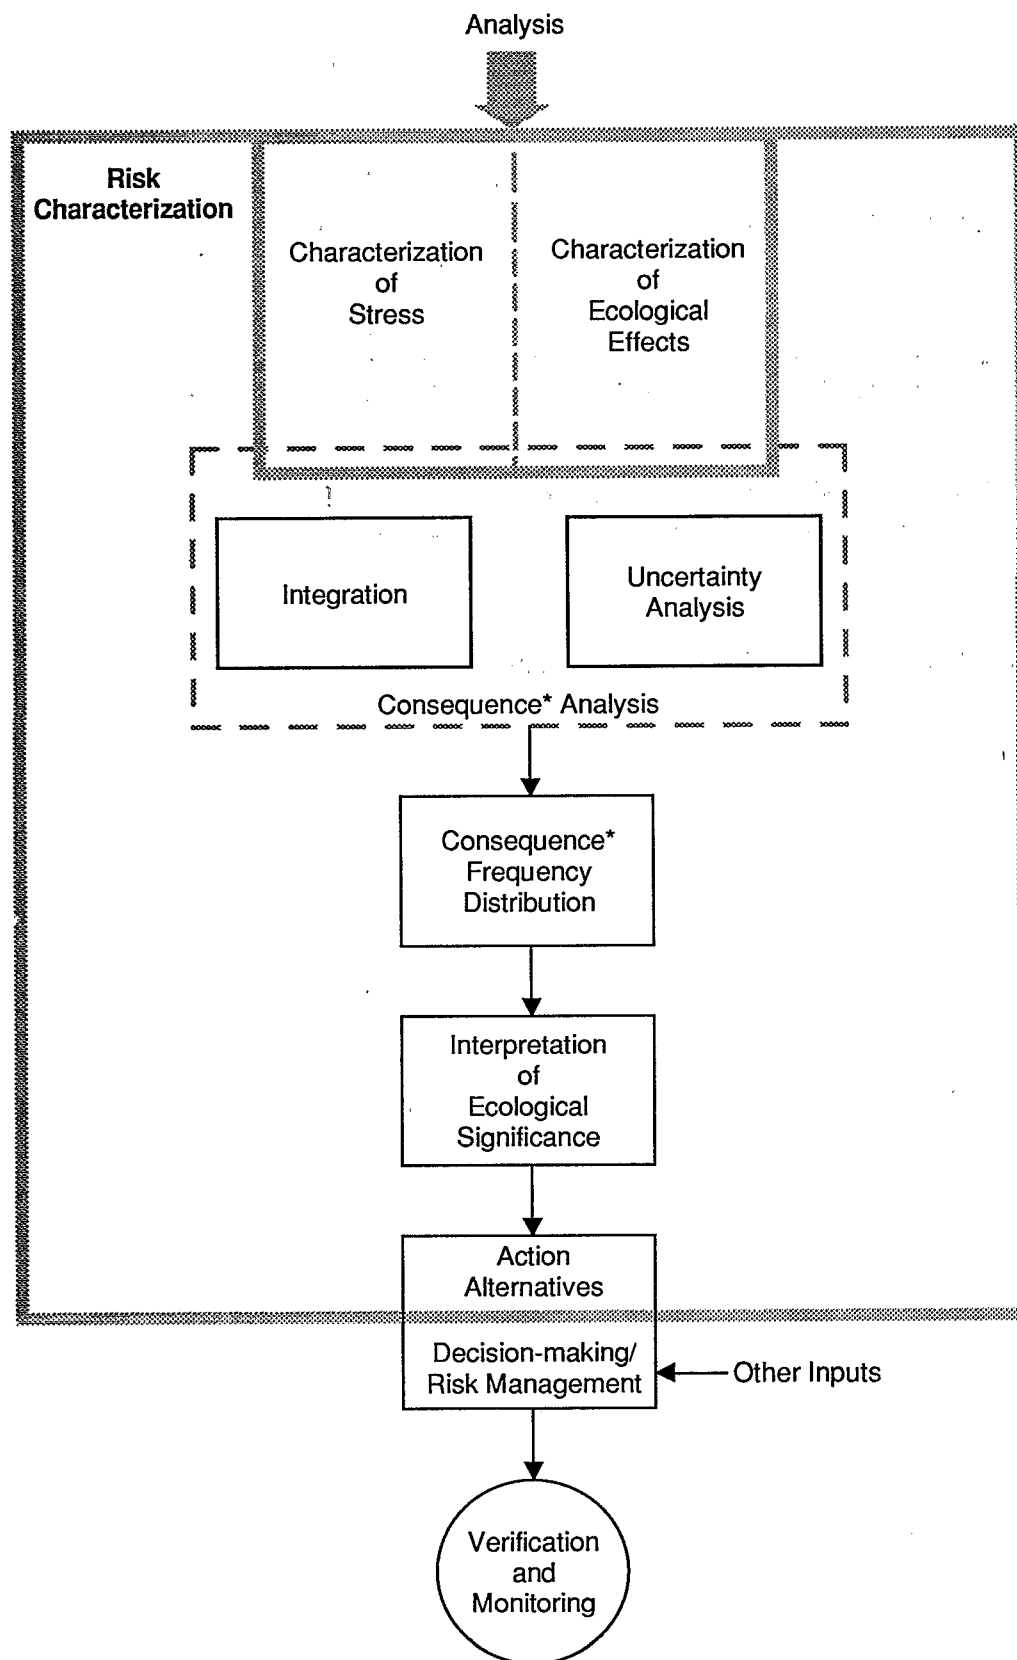 Analysis
Risk
Characterization
Characterization
of
Stress
Characterization
of
Ecological
Effects
Integration
Uncertainty
Analysis
Consequence* Analysis
Consequence*
Frequency
Distribution
Interpretation
of
Ecological
Significance
Action
Alternatives
Decision-making/
Risk Management
Other Inputs
Verification
and
Monitoring